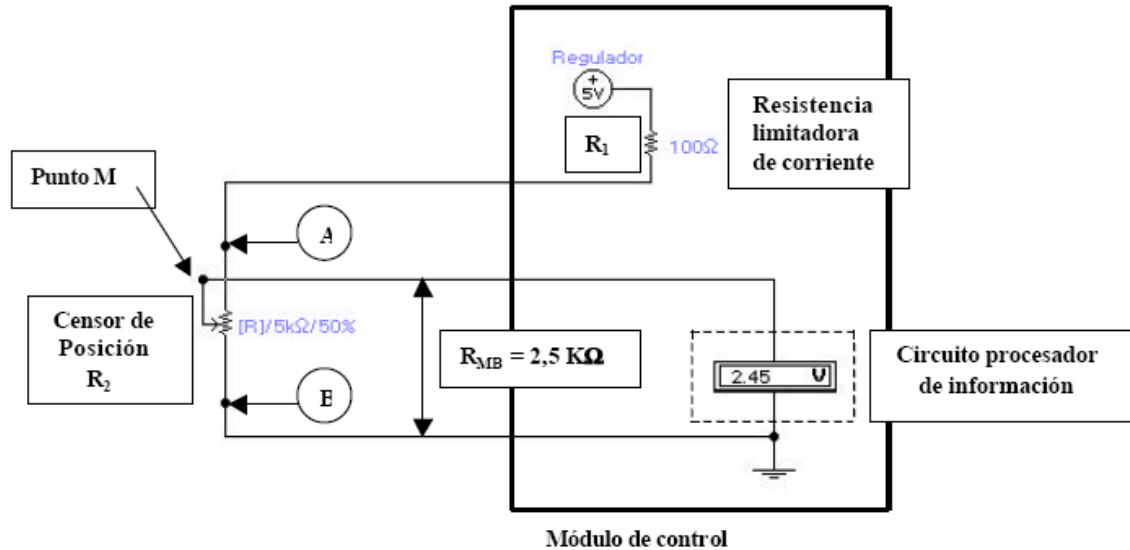 Regulador
+
5V
R1
100Ω
Resistencia
limitadora
de corriente
Punto M
A
Censor de
Posición
R2
[R]/5kΩ/50%
RMB = 2,5 KΩ
2.45 V
Circuito procesador
de información
B
Módulo de control